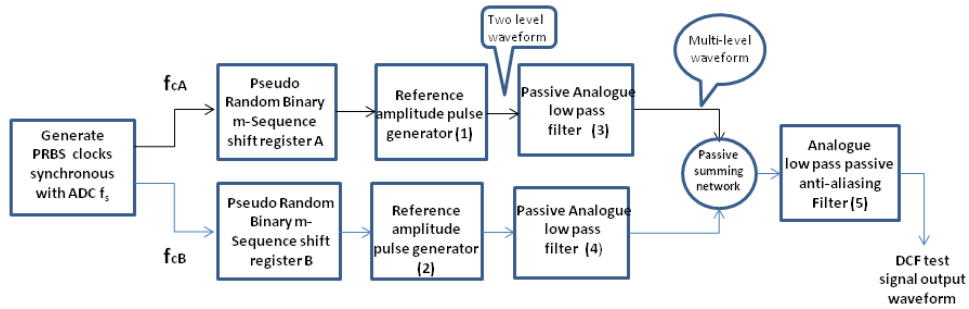 Two level
waveform
Multi-level
waveform
fcA
Pseudo
Random Binary
m-Sequence
shift register A
Reference
amplitude pulse
generator (1)
Passive Analogue
low pass
filter (3)
Generate
PRBS clocks
synchronous
with ADC fs
Passive
summing
network
Analogue
low pass passive
anti-aliasing
Filter (5)
fcB
Pseudo Random
Binary m-
Sequence shift
register B
Reference
amplitude
pulse generator
(2)
Passive Analogue
low pass
filter (4)
DCF test
signal output
waveform